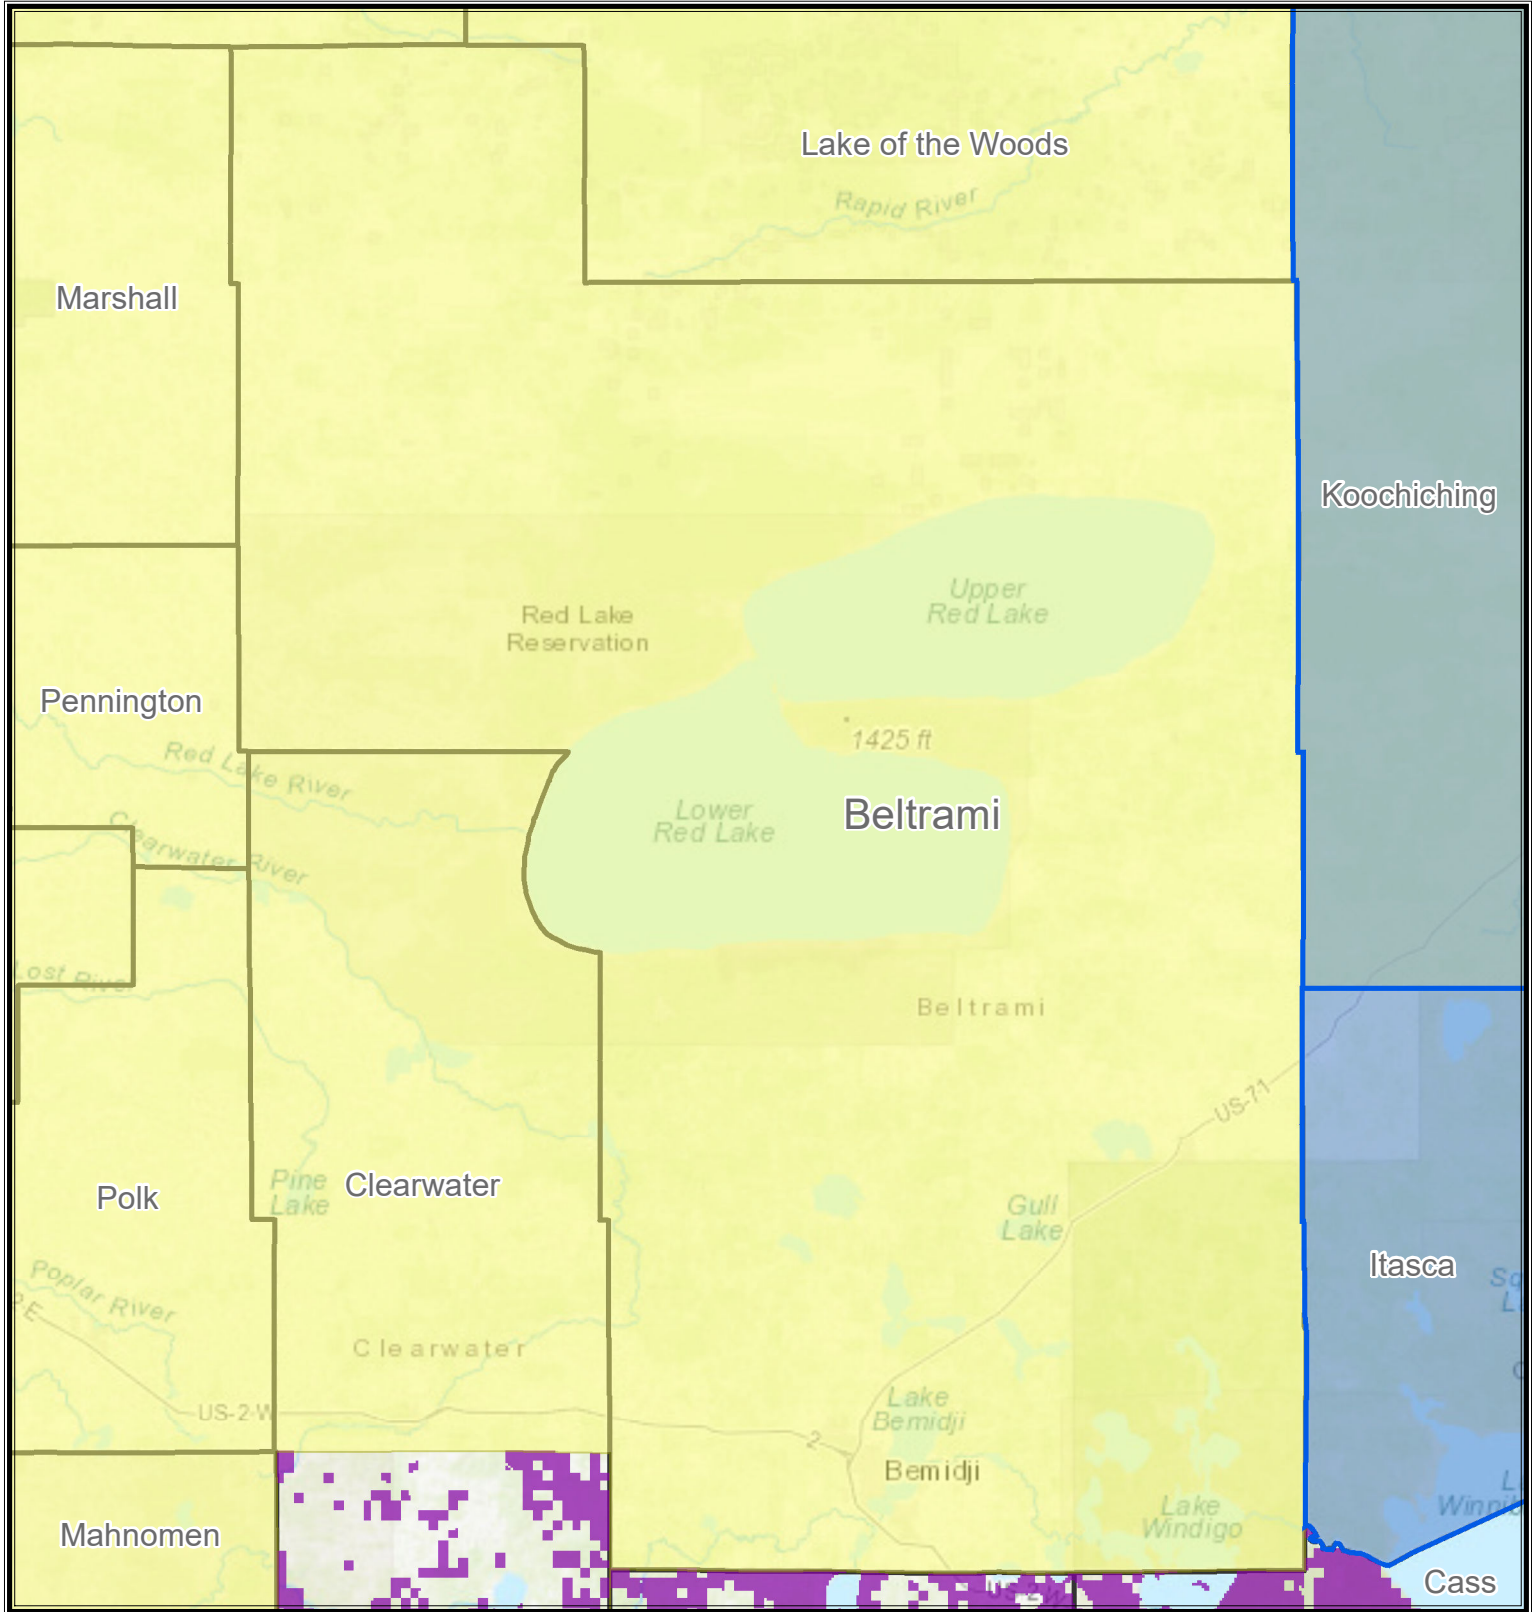 Lake of the Woods
Rapid River
Marshall
Koochiching
Upper
Red Lake
Red Lake
Reservation
Pennington
1425 ft
Red Lake River
Lower
Red Lake
Beltrami
Clearwater River
Lost River
Beltrami
US-71
Polk
Pine
Lake
Clearwater
Gull
Lake
Itasca
Poplar River
Clearwater
Lake
Bemidji
US-2-W
2
Bemidji
Lake
Windigo
Mahnomen
US-2-W
Cass